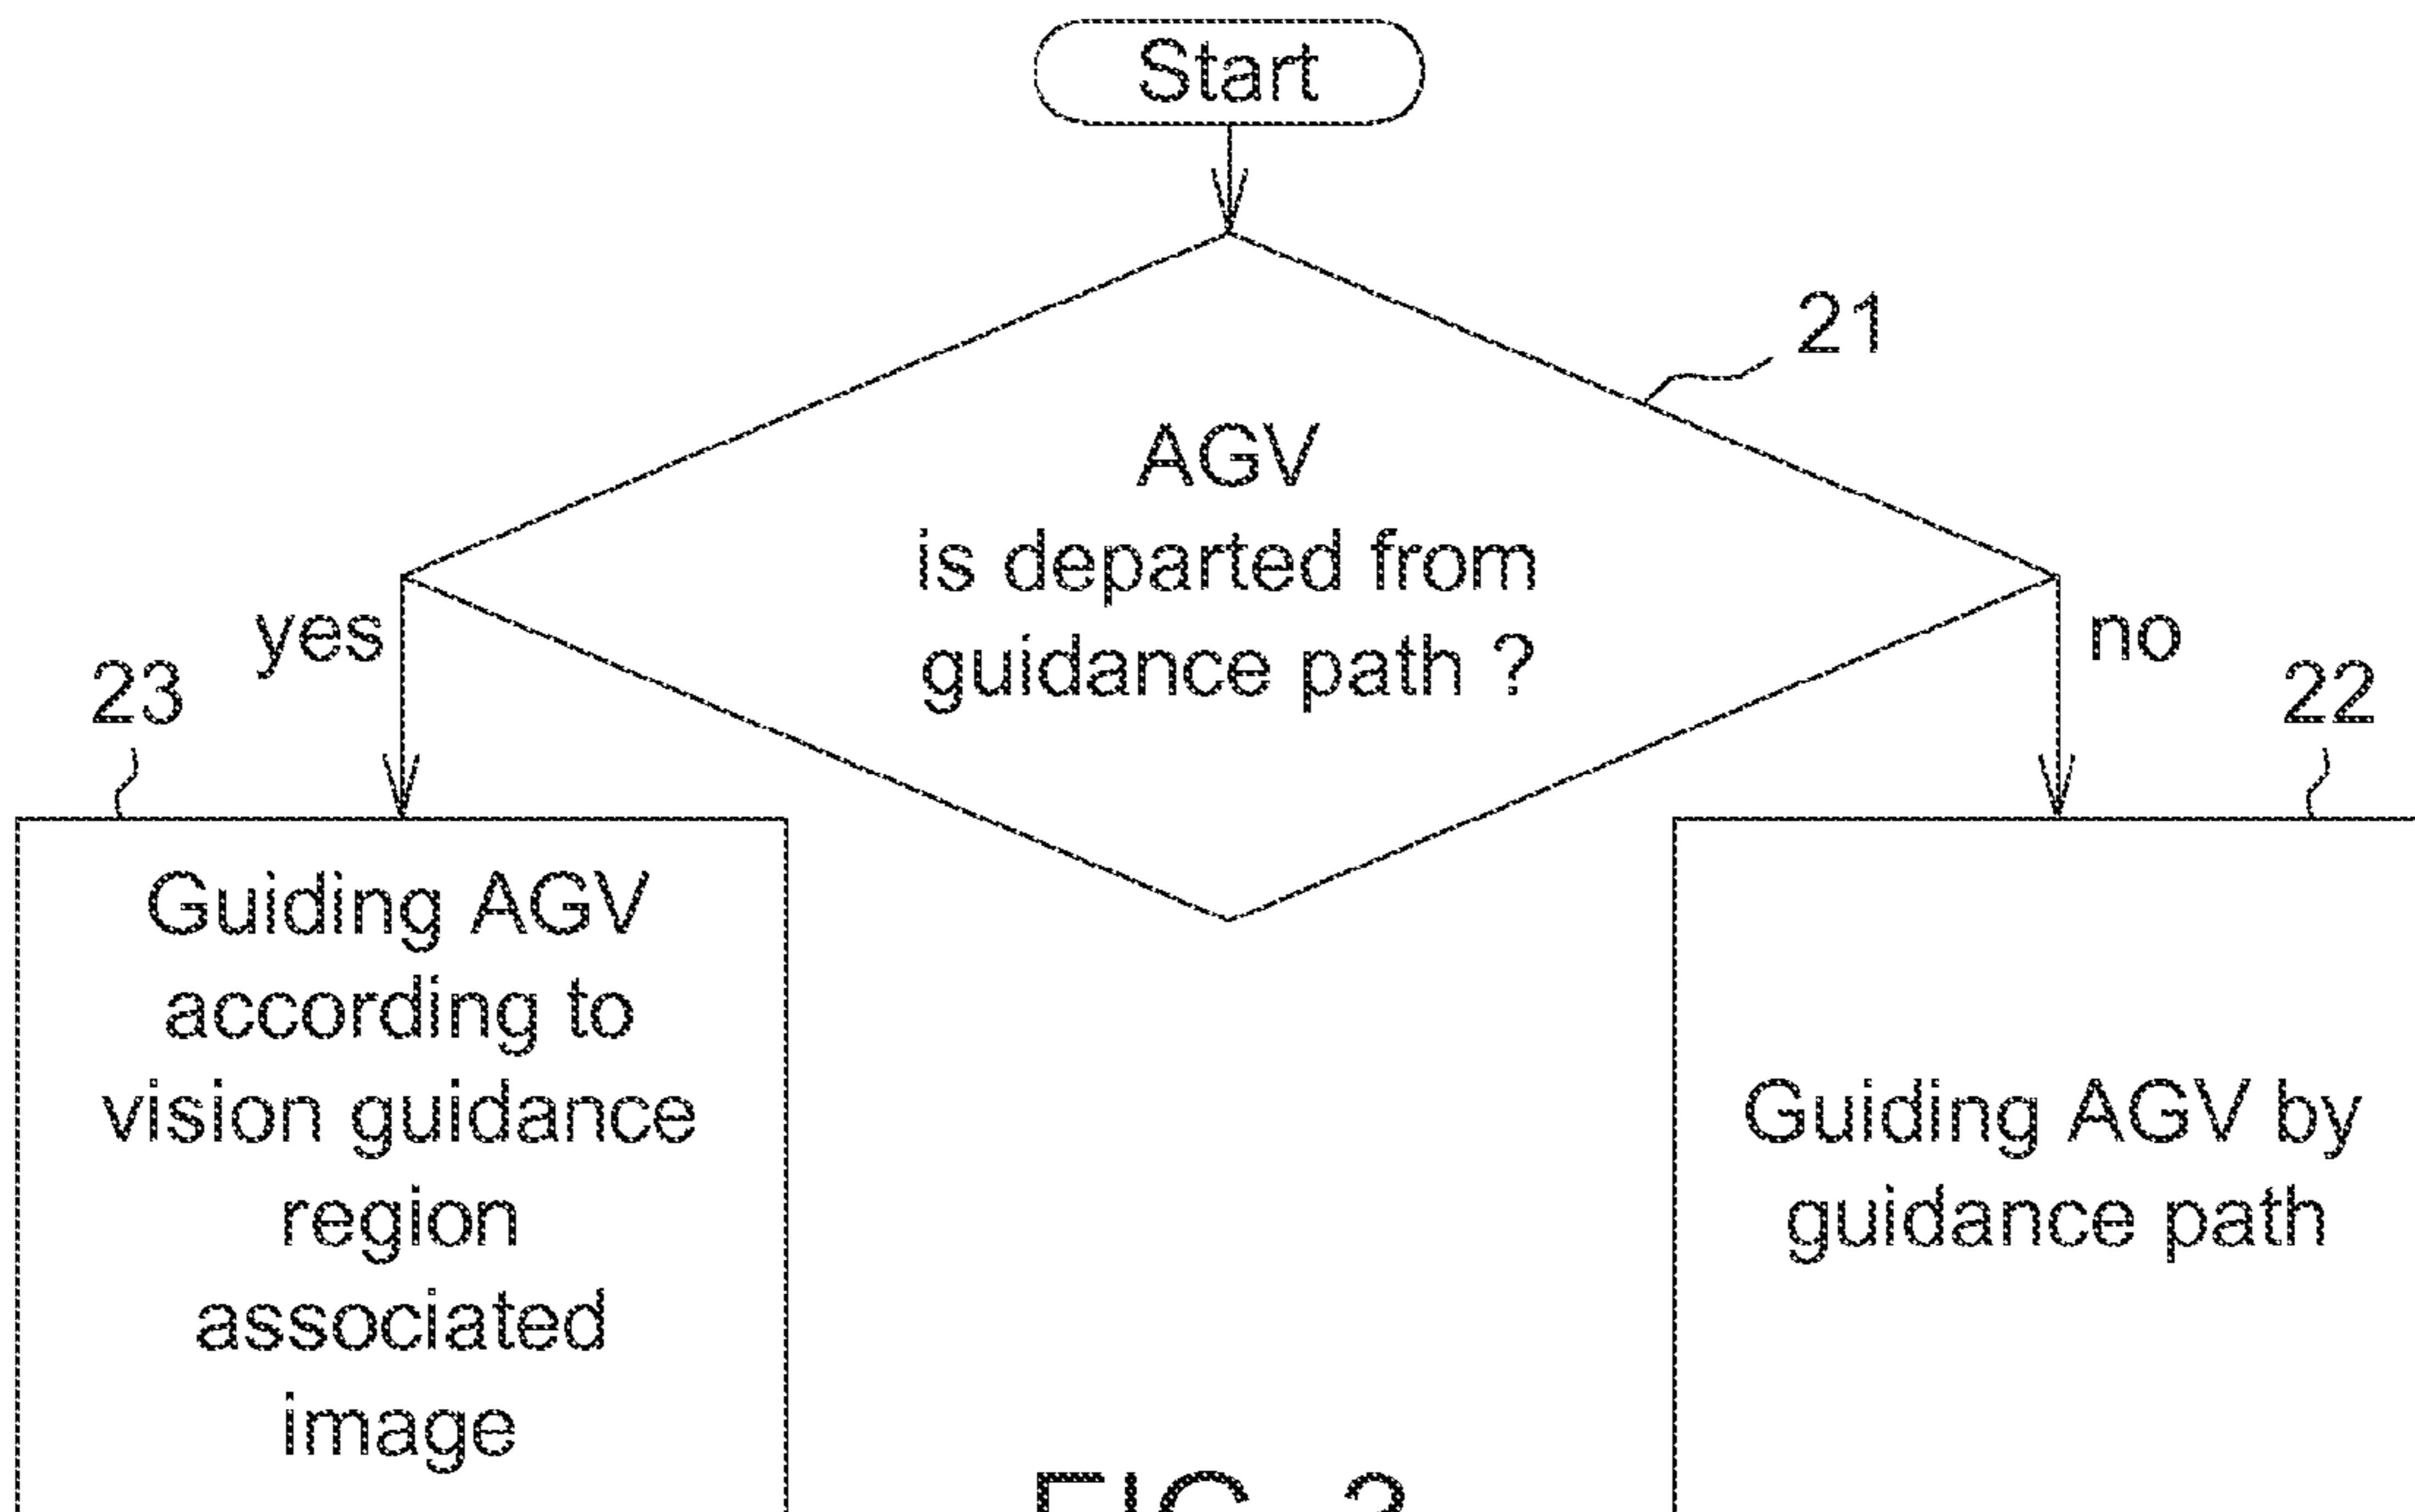 Start
21
AGV
is departed from
guidance path ?
yes
no
23
22
Guiding AGV
according to
vision guidance
region
associated
image
Guiding AGV by
guidance path
FIG.